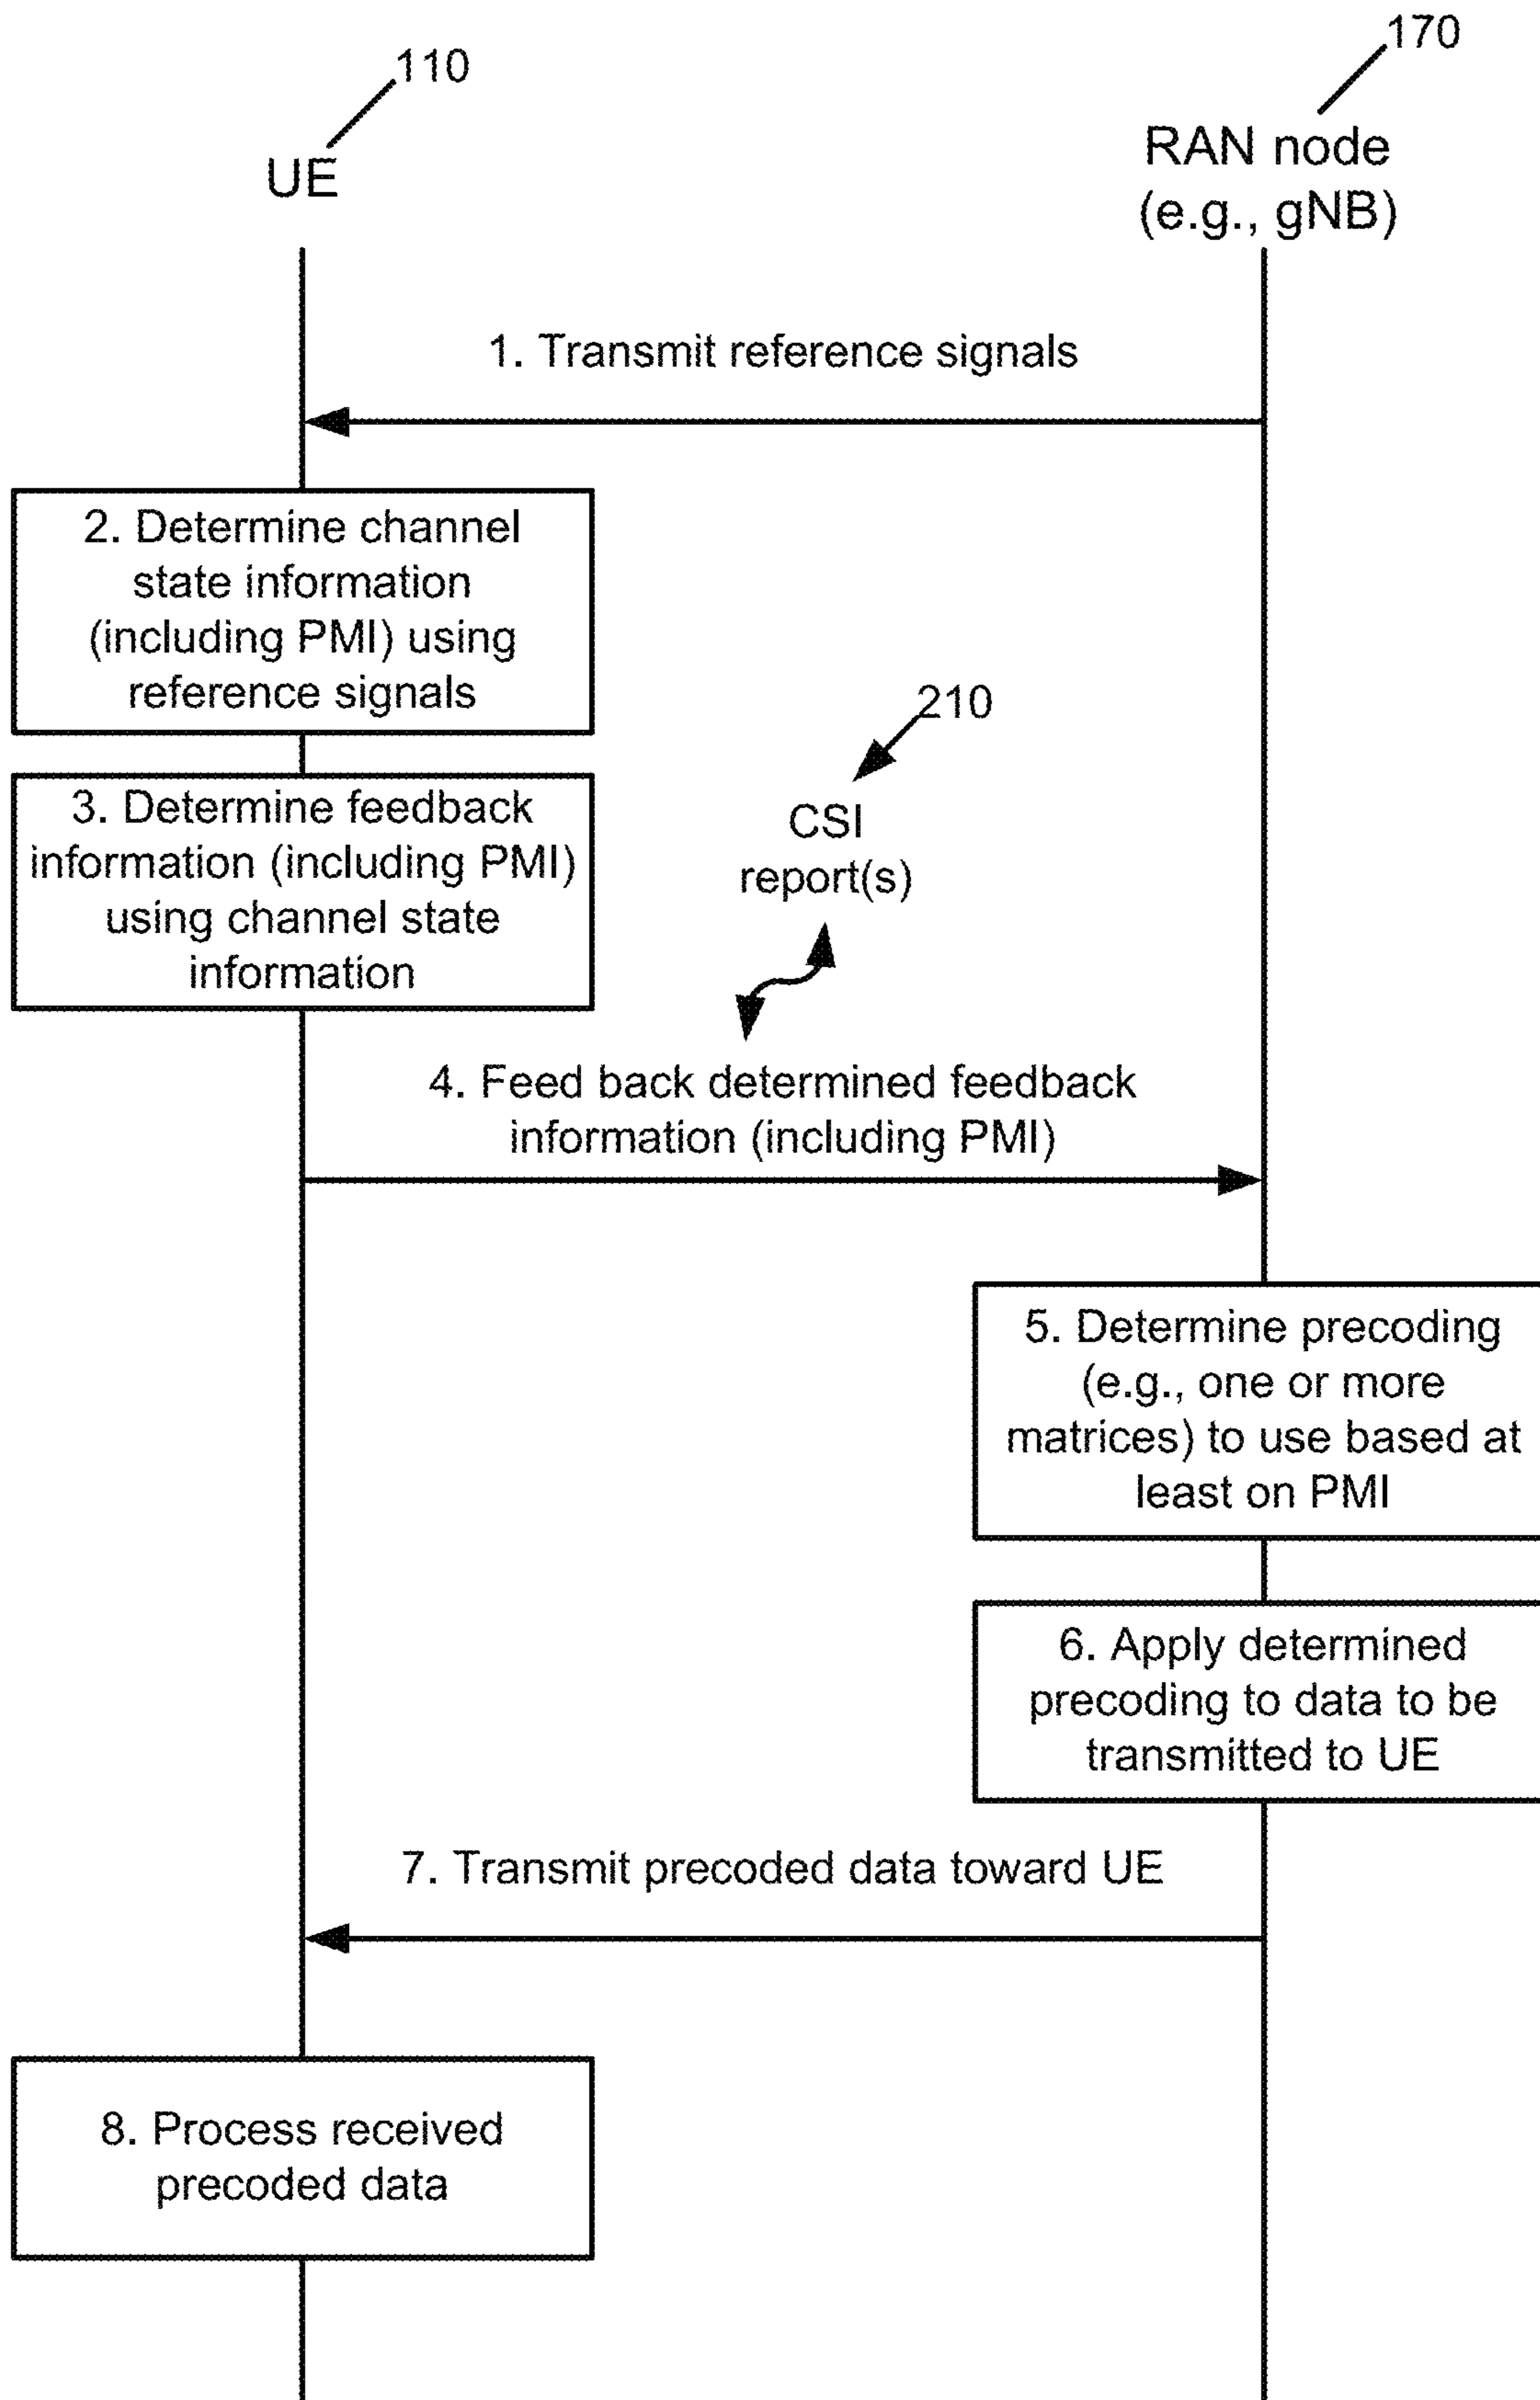 110
170
UE
RAN node
(e.g., gNB)
1. Transmit reference signals
2. Determine channel
state information
(including PMI) using
reference signals
210
3. Determine feedback
information (including PMI)
using channel state
information
CSI
report(s)
4. Feed back determined feedback
information (including PMI)
5. Determine precoding
(e.g., one or more
matrices) to use based at
least on PMI
6. Apply determined
precoding to data to be
transmitted to UE
7. Transmit precoded data toward UE
8. Process received
precoded data